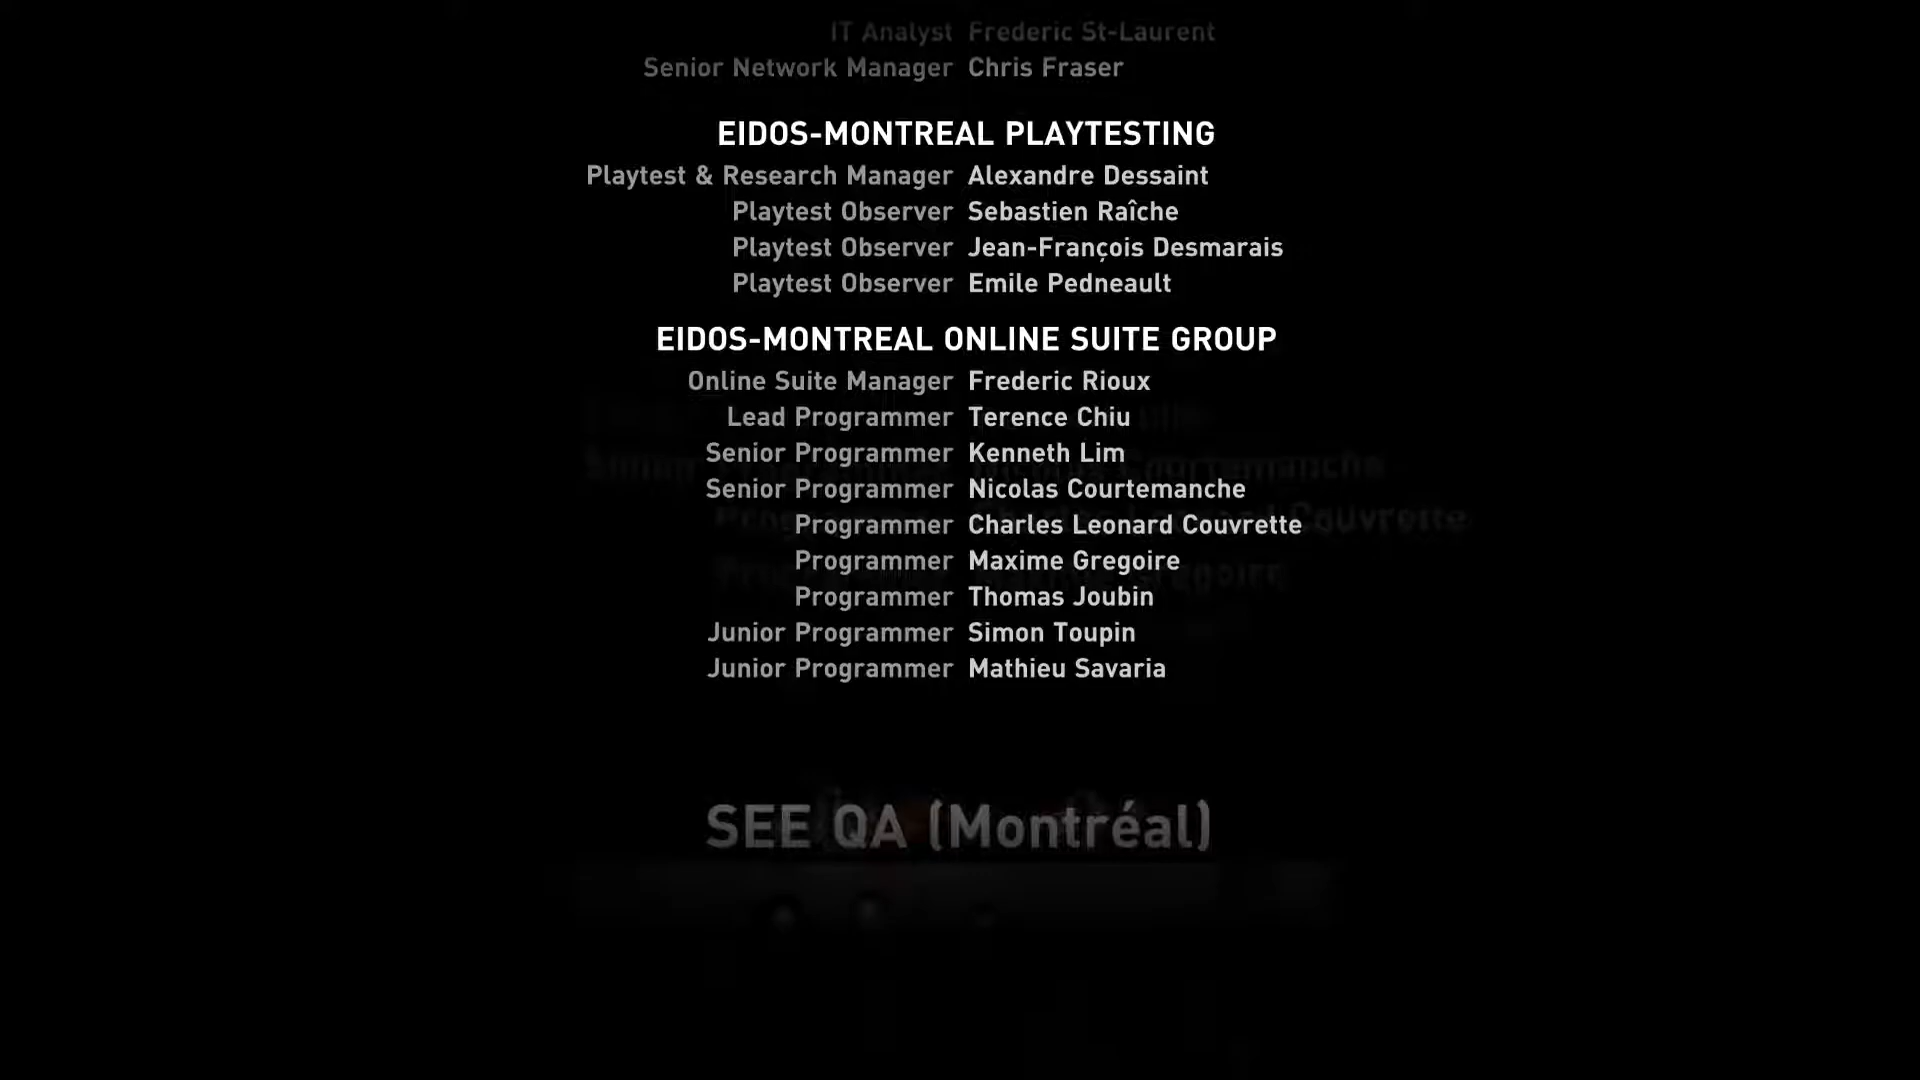 IT Analyst Frederic St-Laurent
Senior Network Manager Chris Fraser
EIDOS-MONTREAL PLAYTESTING
Playtest & Research Manager Alexandre Dessaint
Playtest Observer Sebastien Raîche
Playtest Observer Jean-François Desmarais
Playtest Observer Emile Pedneault
EIDOS-MONTREAL ONLINE SUITE GROUP
Online Suite Manager Frederic Rioux
Lead Programmer Terence Chiu
Senior Programmer Kenneth Lim
Senior Programmer Nicolas Courtemanche
Programmer Charles Leonard Couvrette
Programmer Maxime Gregoire
Programmer Thomas Joubin
Junior Programmer Simon Toupin
Junior Programmer Mathieu Savaria
SEE QA (Montréal)